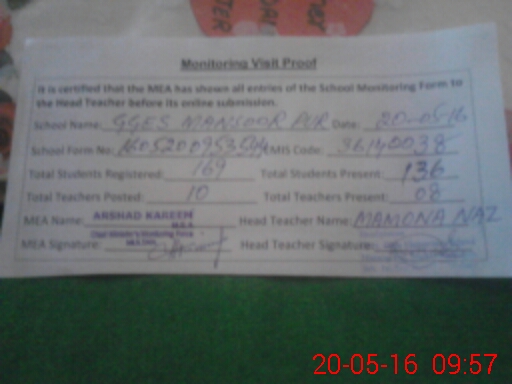 Monitoring Visit Proof
It is certified that the MEA has shown all entries of the School Monitoring Form to
the Head Teacher before its online submission.
School Name: GGES MANSOOR PUR Date: 20-05-16
School Form No: EMIS Code: 36140038
Total Students Registered: 169 Total Students Present: 136
Total Teachers Posted: 10 Total Teachers Present: 08
MEA Name: ARSHAD KAREEM Head Teacher Name: MAMONA NAZ
M.E.A
MEA Signature: Head Teacher Signature:
20-05-16 09:57